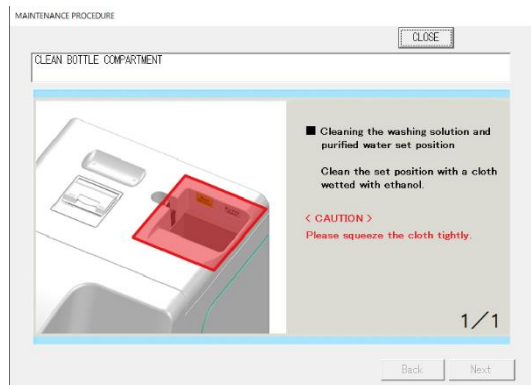 MAINTENANCE PROCEDURE
CLOSE
CLEAN BOTTLE COMPARTMENT
■ Cleaning the washing solution and
purified water set position
Clean the set position with a cloth
wetted with ethanol.
< CAUTION >
Please squeeze the cloth tightly.
1/1
Back
Next